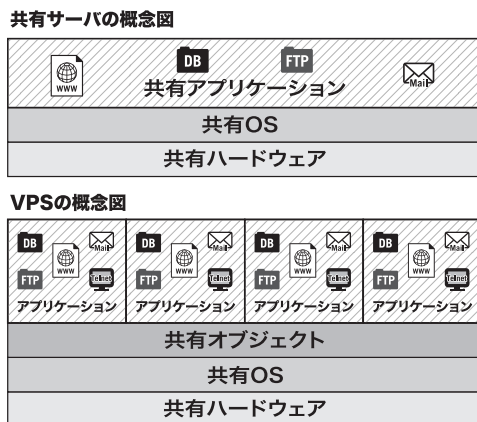 共有サーバの概念図
WWW
DB
FTP
Mail
共有アプリケーション
共有OS
共有ハードウェア
VPSの概念図
DB
WWW
Mail
FTP
Telnet
アプリケーション
DB
WWW
Mail
FTP
Telnet
アプリケーション
DB
WWW
Mail
FTP
Telnet
アプリケーション
DB
WWW
Mail
FTP
Telnet
アプリケーション
共有オブジェクト
共有OS
共有ハードウェア